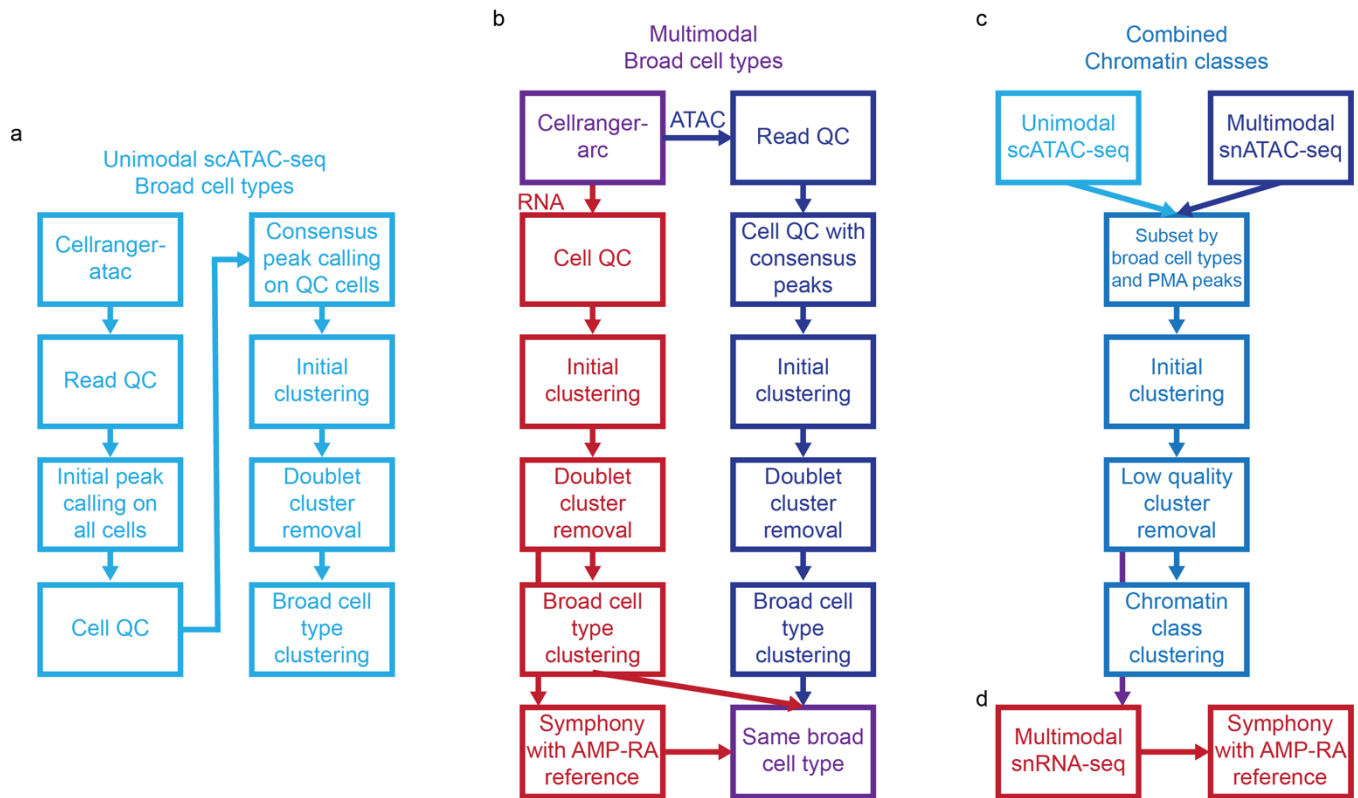 a
Unimodal scATAC-seq
Broad cell types
Cellranger-
atac
Read QC
Initial peak
calling on
all cells
Cell QC
Consensus
peak calling
on QC cells
Initial
clustering
Doublet
cluster
removal
Broad cell
type
clustering
b
Multimodal
Broad cell types
Cellranger-
arc
ATAC
Read QC
RNA
Cell QC
Initial
clustering
Doublet
cluster
removal
Broad cell
type
clustering
Symphony
with AMP-RA
reference
Cell QC with
consensus
peaks
Initial
clustering
Doublet
cluster
removal
Broad cell
type
clustering
Same broad
cell type
c
Combined
Chromatin classes
Unimodal
scATAC-seq
Multimodal
snATAC-seq
Subset by
broad cell types
and PMA peaks
Initial
clustering
Low quality
cluster
removal
Chromatin
class
clustering
d
Multimodal
snRNA-seq
Symphony
with AMP-RA
reference